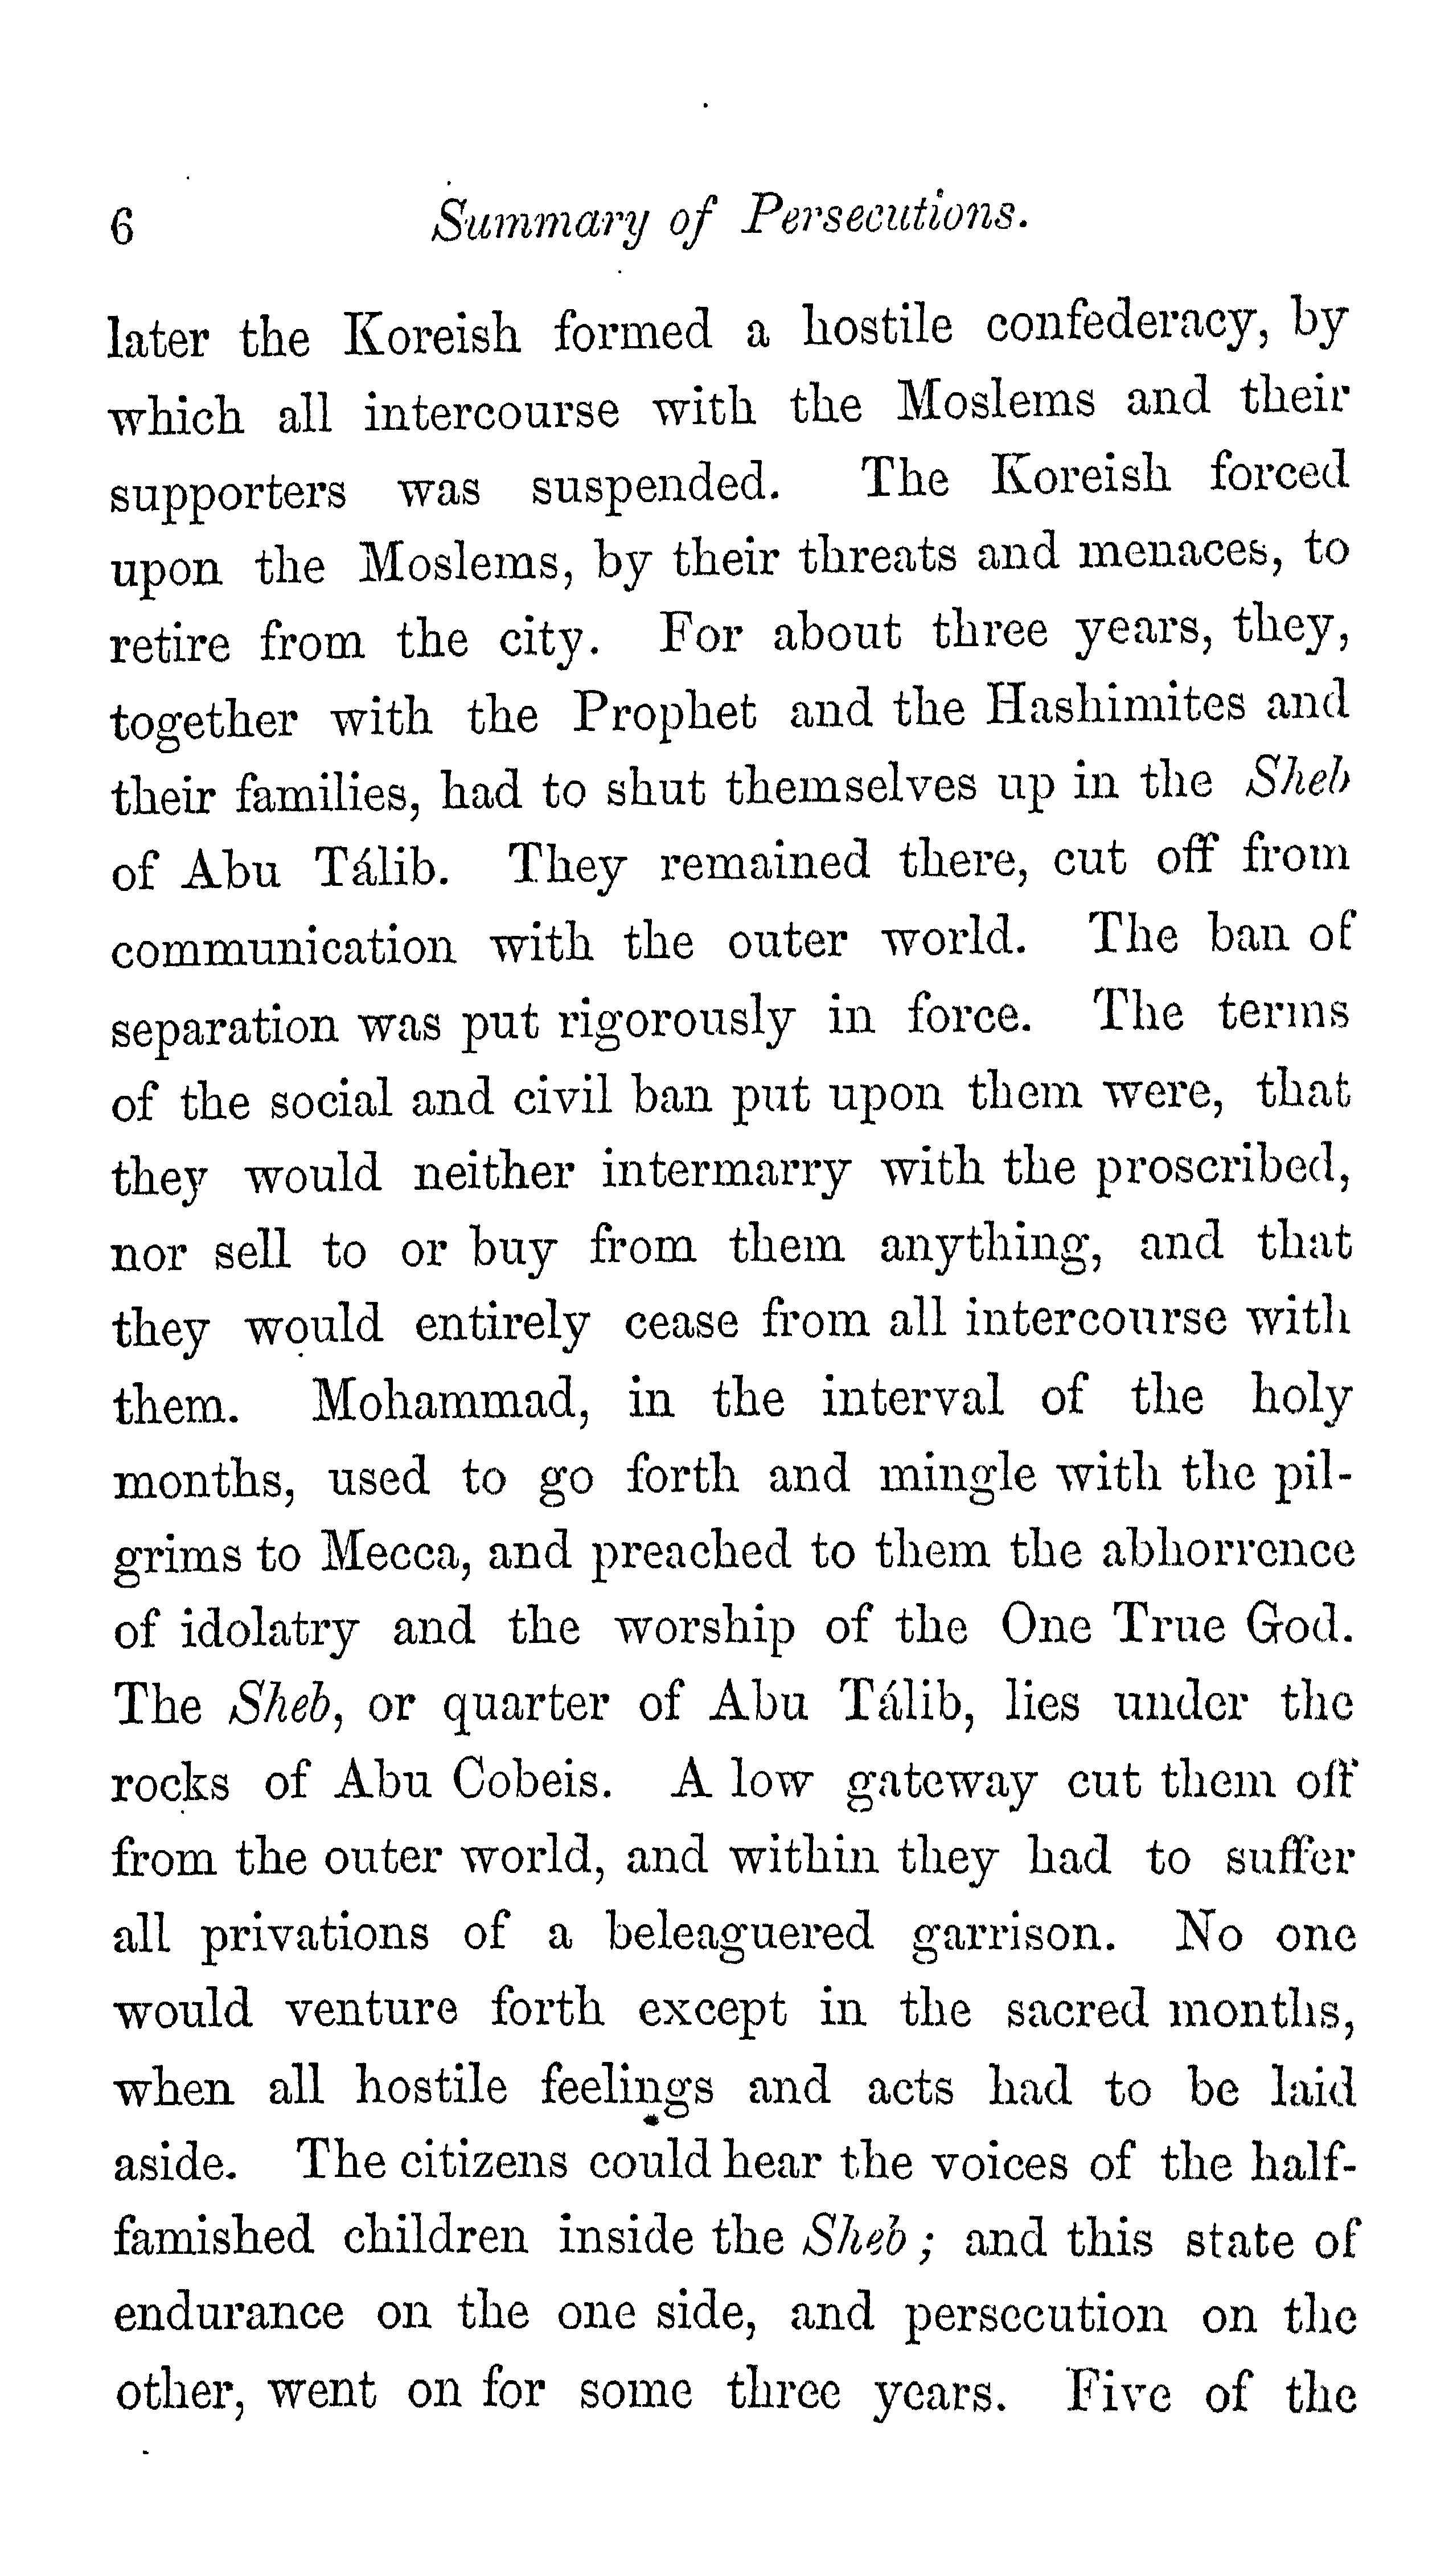 6 Summary of Persecutions.
later the Koreish formed a hostile confederacy, by
which all intercourse with the Moslems and their
supporters was suspended. The Koreish forced
upon the Moslems, by their threats and menaces, to
retire from the city. For about three years, they,
together with the Prophet and the Hashimites and
their families, had to shut themselves up in the Sheb
of Abu Tálib. They remained there, cut off from
communication with the outer world. The ban of
separation was put rigorously in force. The terms
of the social and civil ban put upon them were, that
they would neither intermarry with the proscribed,
nor sell to or buy from them anything, and that
they would entirely cease from all intercourse with
them. Mohammad, in the interval of the holy
months, used to go forth and mingle with the pil-
grims to Mecca, and preached to them the abhorrence
of idolatry and the worship of the One True God.
The Sheb, or quarter of Abu Tálib, lies under the
rocks of Abu Cobeis. A low gateway cut them off
from the outer world, and within they had to suffer
all privations of a beleaguered garrison. No one
would venture forth except in the sacred months,
when all hostile feelings and acts had to be laid
aside. The citizens could hear the voices of the half-
famished children inside the Sheb; and this state of
endurance on the one side, and persecution on the
other, went on for some three years. Five of the